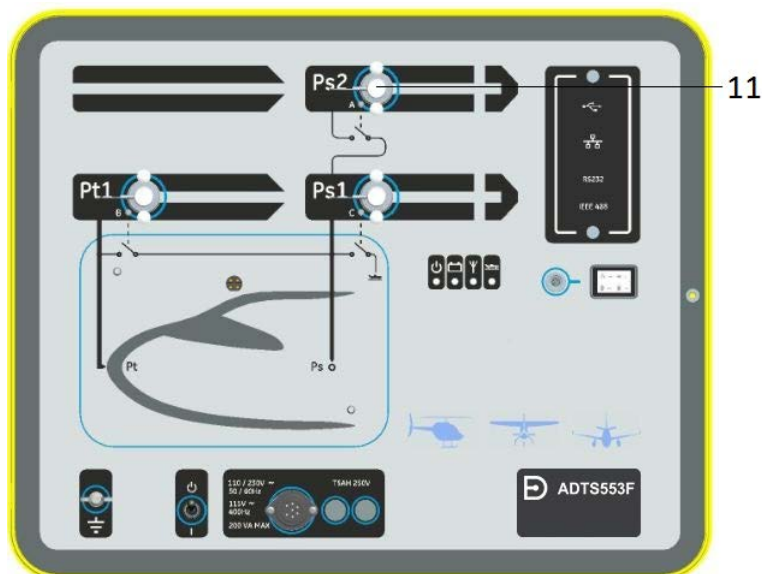 Ps2
11
A
Pt1
Ps1
B
C
RS232
IEEE 488
Pt
Ps
110 / 230V ~
50 / 60Hz
115V ~
400Hz
200 VA MAX
T5AH 250V
ADTS553F